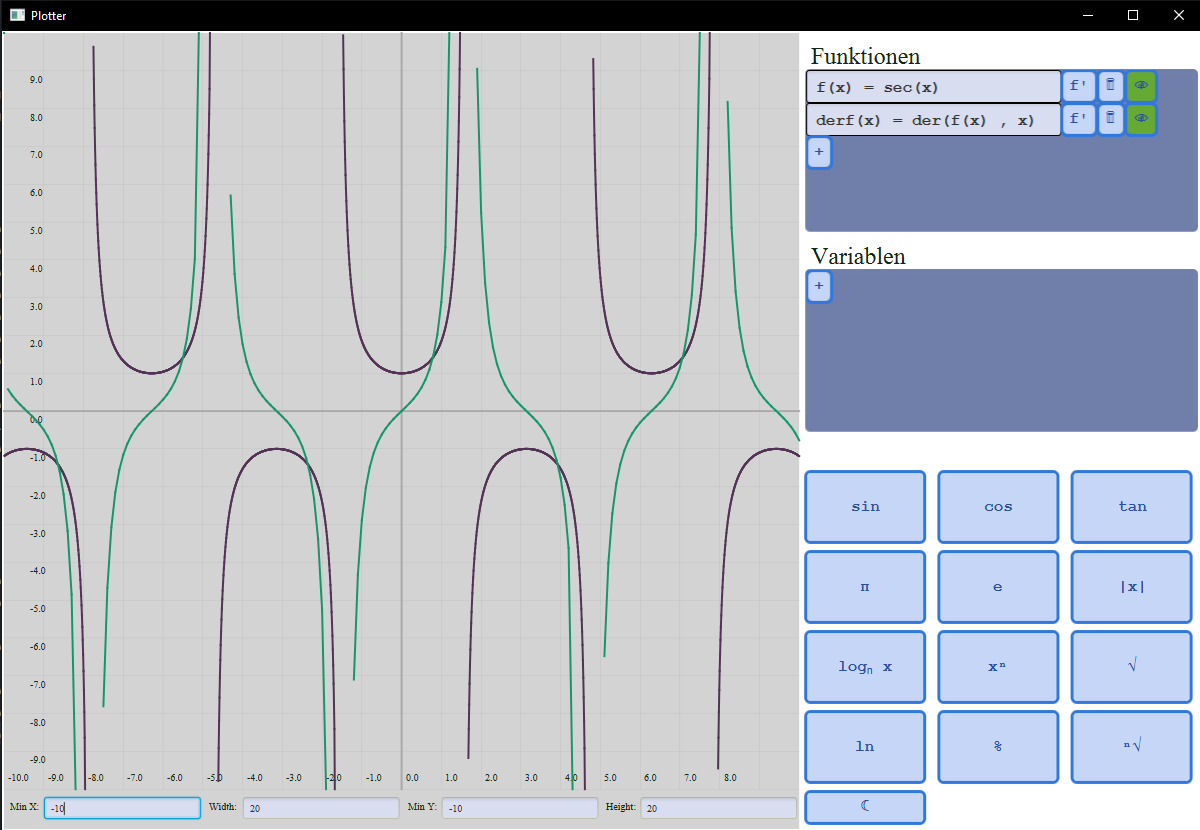 Plotter
Funktionen
f(x) = sec(x) f'
derf(x) = der(f(x) , x) f'
+
Variablen
+
9.0
8.0
7.0
6.0
5.0
4.0
3.0
2.0
1.0
0.0
-1.0
-2.0
-3.0
-4.0
-5.0
-6.0
-7.0
-8.0
-9.0
-10.0 -9.0 -8.0 -7.0 -6.0 -5.0 -4.0 -3.0 -2.0 -1.0 0.0 1.0 2.0 3.0 4.0 5.0 6.0 7.0 8.0
Min X: -10 Width: 20 Min Y: -10 Height: 20
sin cos tan
π e |x|
logₙ x xⁿ √
ln % ⁿ√
☾